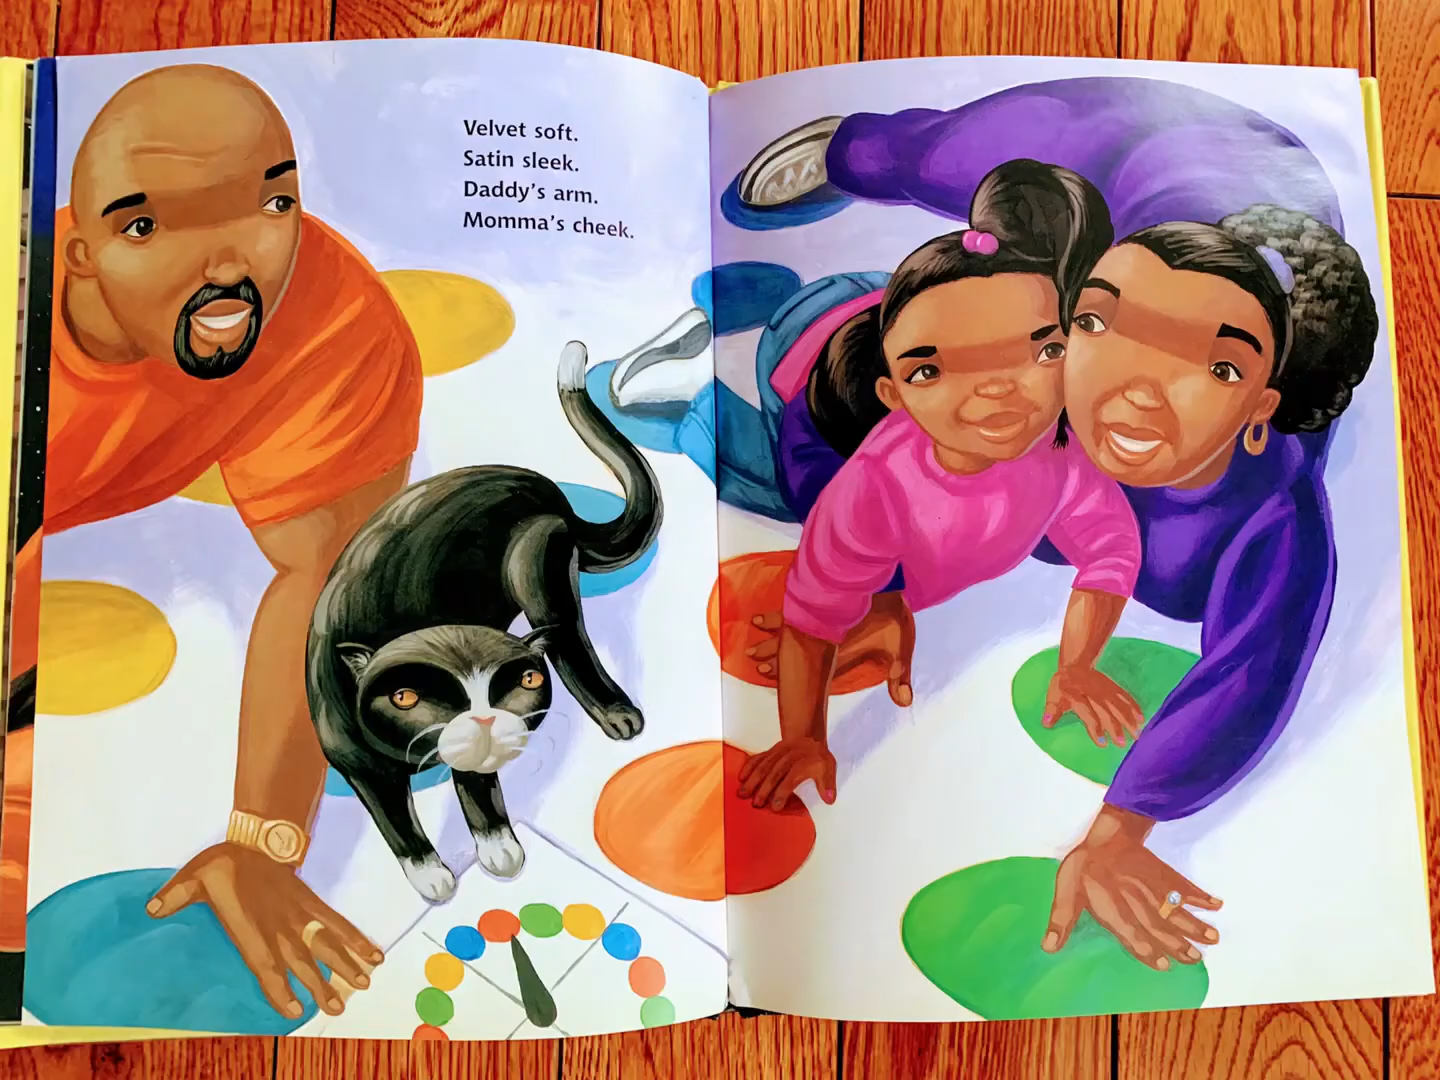 Velvet soft.
Satin sleek.
Daddy's arm.
Momma's cheek.